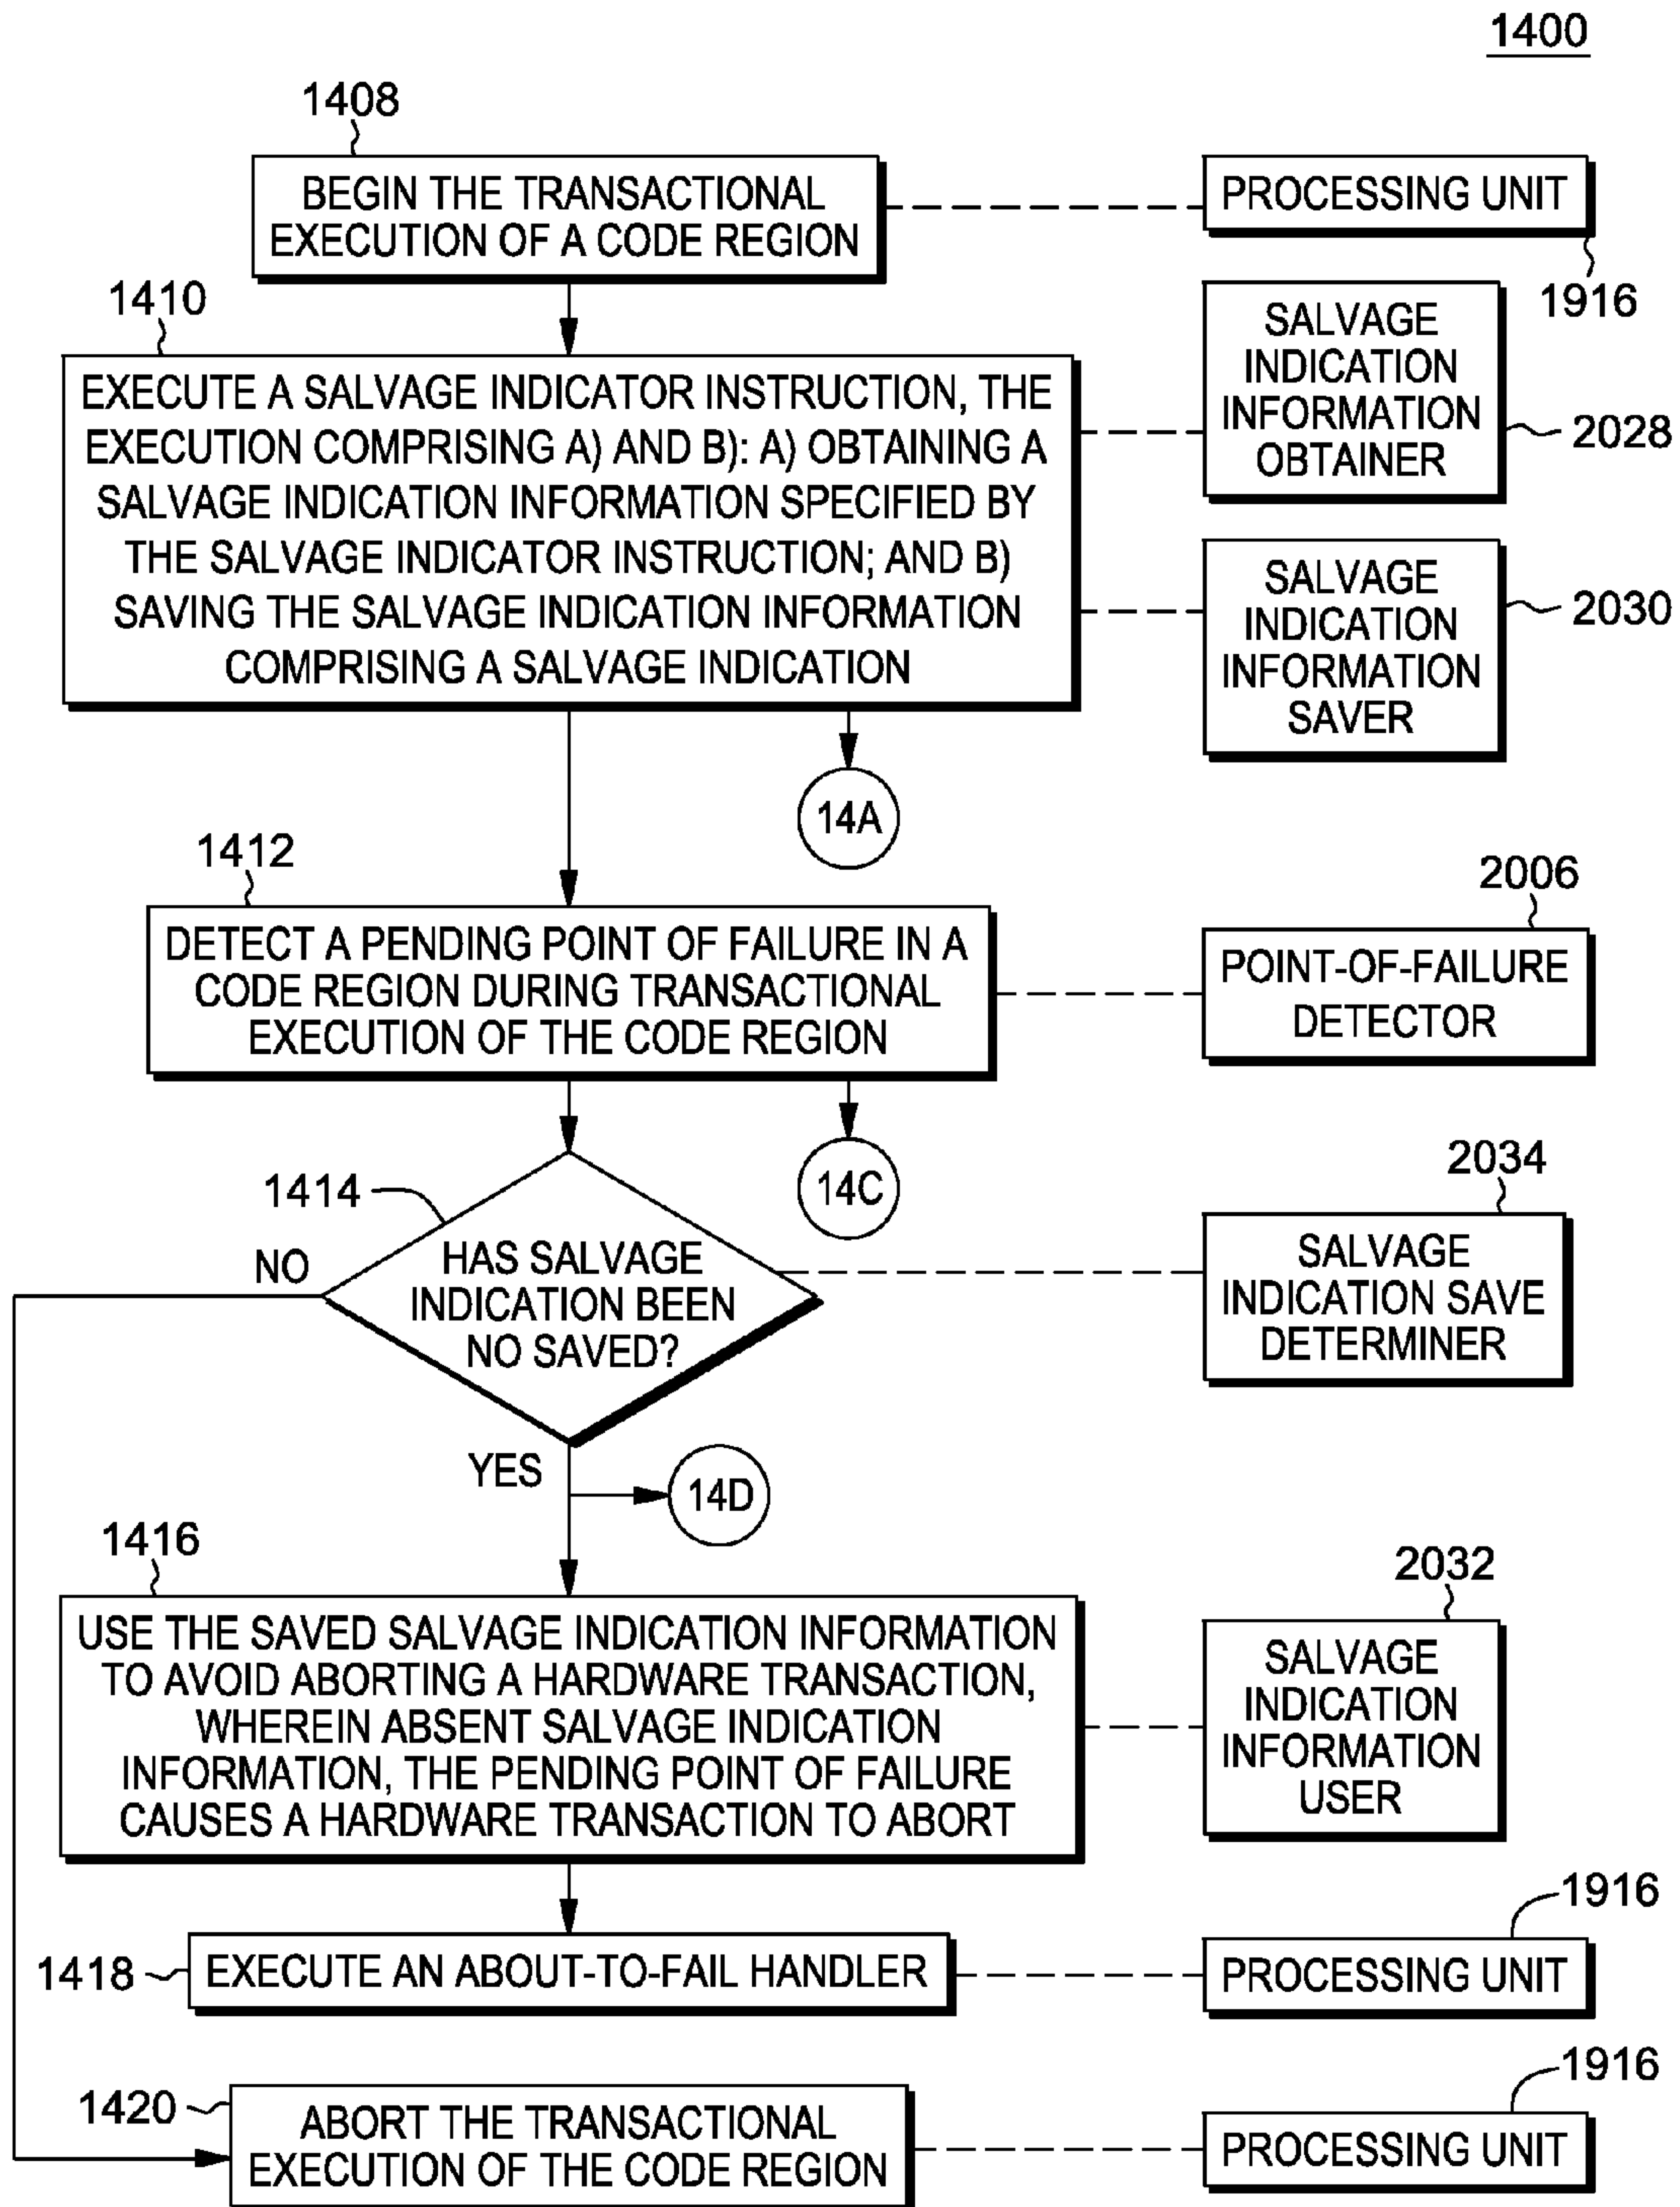 1400
1408
BEGIN THE TRANSACTIONAL
EXECUTION OF A CODE REGION
PROCESSING UNIT
1916
1410
EXECUTE A SALVAGE INDICATOR INSTRUCTION, THE
EXECUTION COMPRISING A) AND B): A) OBTAINING A
SALVAGE INDICATION INFORMATION SPECIFIED BY
THE SALVAGE INDICATOR INSTRUCTION; AND B)
SAVING THE SALVAGE INDICATION INFORMATION
COMPRISING A SALVAGE INDICATION
SALVAGE
INDICATION
INFORMATION
OBTAINER
2028
SALVAGE
INDICATION
INFORMATION
SAVER
2030
14A
1412
DETECT A PENDING POINT OF FAILURE IN A
CODE REGION DURING TRANSACTIONAL
EXECUTION OF THE CODE REGION
2006
POINT-OF-FAILURE
DETECTOR
14C
1414
NO
HAS SALVAGE
INDICATION BEEN
NO SAVED?
2034
SALVAGE
INDICATION SAVE
DETERMINER
YES
14D
1416
USE THE SAVED SALVAGE INDICATION INFORMATION
TO AVOID ABORTING A HARDWARE TRANSACTION,
WHEREIN ABSENT SALVAGE INDICATION
INFORMATION, THE PENDING POINT OF FAILURE
CAUSES A HARDWARE TRANSACTION TO ABORT
2032
SALVAGE
INDICATION
INFORMATION
USER
1418
EXECUTE AN ABOUT-TO-FAIL HANDLER
1916
PROCESSING UNIT
1420
ABORT THE TRANSACTIONAL
EXECUTION OF THE CODE REGION
1916
PROCESSING UNIT